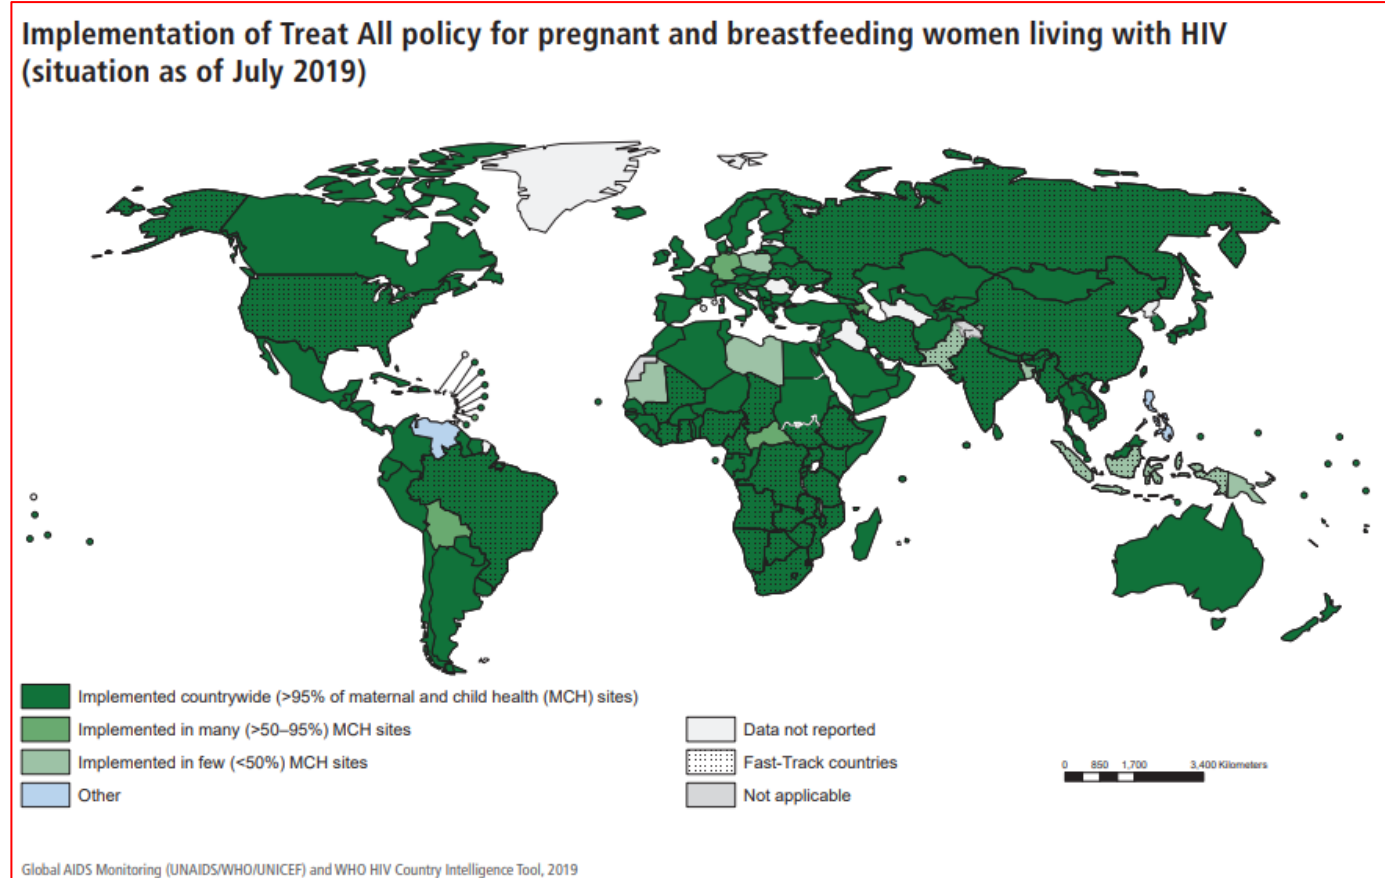 Implementation of Treat All policy for pregnant and breastfeeding women living with HIV
(situation as of July 2019)
Implemented countrywide (>95% of maternal and child health (MCH) sites)
Implemented in many (>50–95%) MCH sites
Implemented in few (<50%) MCH sites
Other
Data not reported
Fast-Track countries
Not applicable
0 850 1,700 3,400 Kilometers
Global AIDS Monitoring (UNAIDS/WHO/UNICEF) and WHO HIV Country Intelligence Tool, 2019